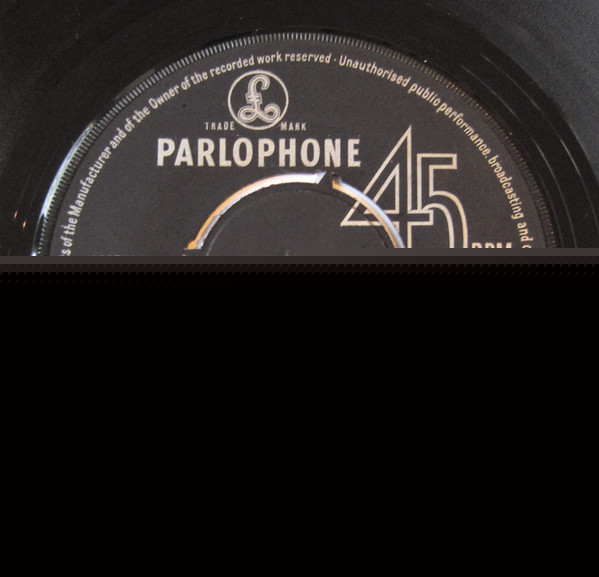 s of the Manufacturer and of the Owner of the recorded work reserved · Unauthorised public performance, broadcasting and
£
TRADE MARK
PARLOPHONE
45
RPM